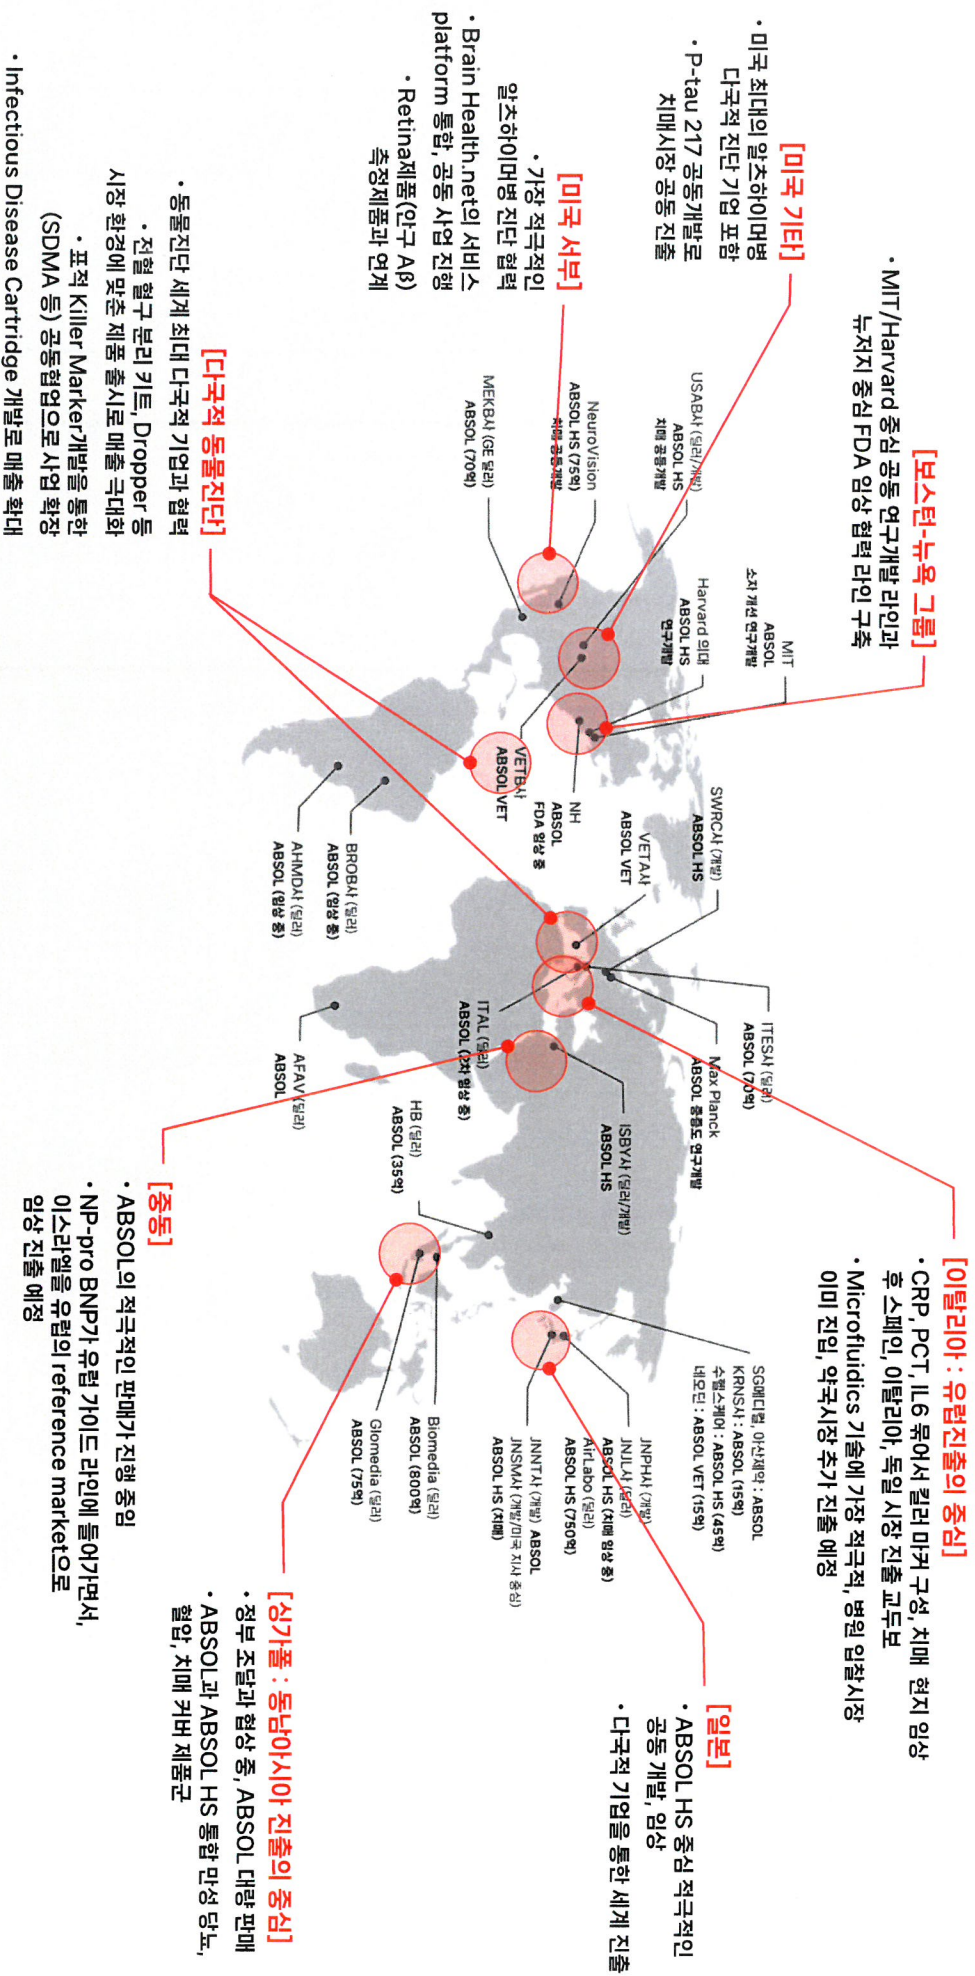 [보스턴-뉴욕 그룹]
• MIT/Harvard 중심 공동 연구개발 라인과
뉴저지 중심 FDA 임상 협력 라인 구축
[미국 기타]
• 미국 최대의 알츠하이머병
다국적 진단 기업 포함
• P-tau 217 공동개발로
치매시장 공동 진출
[미국 서부]
• 가장 적극적인
알츠하이머병 진단 협력
• Brain Health.net의 서비스
platform 통합, 공동 사업 진행
• Retina제품(안구 Aβ)
측정제품과 연계
[다국적 동물진단]
• 동물진단 세계 최대 다국적 기업과 협력
• 전혈 혈구 분리 키트, Dropper 등
시장 환경에 맞춘 제품 출시로 매출 극대화
• 표적 Killer Marker개발을 통한
(SDMA 등) 공동협업으로 사업 확장
• Infectious Disease Cartridge 개발로 매출 확대
MIT
ABSOL
소자 개선 연구개발
Harvard 의대
ABSOL HS
연구개발
USAB사 (딜러/개발)
ABSOL HS
치매 공동개발
NeuroVision
ABSOL HS (75억)
치매 공동개발
MEKB사 (GE 딜러)
ABSOL (70억)
VETB사
ABSOL VET
NH
ABSOL
FDA 임상 중
BROB사 (딜러)
ABSOL (임상 중)
AHMD사 (딜러)
ABSOL (임상 중)
SWRC사 (개발)
ABSOL HS
VETA사
ABSOL VET
ITES사 (딜러)
ABSOL (70억)
Max Planck
ABSOL 중증도 연구개발
ITAL (딜러)
ABSOL (2차 임상 중)
ISBY사 (딜러/개발)
ABSOL HS
AFAV (딜러)
ABSOL
HB (딜러)
ABSOL (35억)
SG메디컬, 아산제약 : ABSOL
KRNS사 : ABSOL (15억)
수헬스케어 : ABSOL HS (45억)
네오딘 : ABSOL VET (15억)
JNPH사 (개발)
JNJL사 (딜러)
ABSOL HS (치매 임상 중)
AirLabo (딜러)
ABSOL HS (750억)
JNNT사 (개발) ABSOL
JNSM사 (개발/미국 지사 중심)
ABSOL HS (치매)
Biomedia (딜러)
ABSOL (800억)
Glomedia (딜러)
ABSOL (75억)
[이탈리아 : 유럽진출의 중심]
• CRP, PCT, IL6 묶어서 킬러 마커 구성, 치매 현지 임상
후 스페인, 이탈리아, 독일 시장 진출 교두보
• Microfluidics 기술에 가장 적극적, 병원 입찰시장
이미 진입, 약국시장 추가 진출 예정
[일본]
• ABSOL HS 중심 적극적인
공동 개발, 임상
• 다국적 기업을 통한 세계 진출
[중동]
• ABSOL의 적극적인 판매가 진행 중임
• NP-pro BNP가 유럽 가이드 라인에 들어가면서,
이스라엘을 유럽의 reference market으로
임상 진출 예정
[싱가폴 : 동남아시아 진출의 중심]
• 정부 조달과 협상 중, ABSOL 대량 판매
• ABSOL과 ABSOL HS 통합 만성 당뇨,
혈압, 치매 커버 제품군